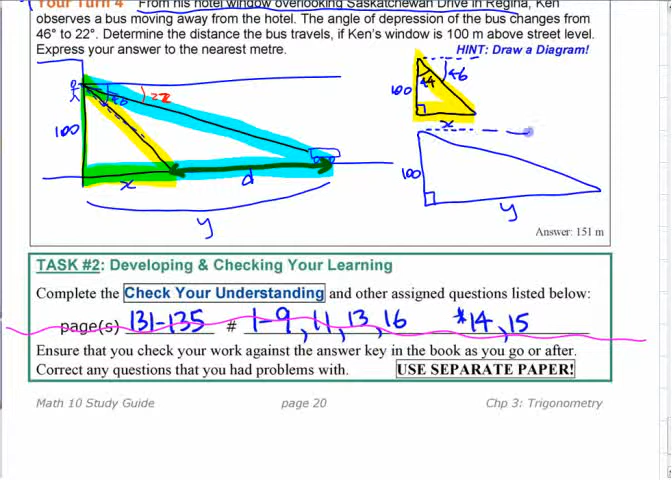 Your Turn 4 From his hotel window overlooking Saskatchewan Drive in Regina, Ken
observes a bus moving away from the hotel. The angle of depression of the bus changes from
46° to 22°. Determine the distance the bus travels, if Ken's window is 100 m above street level.
Express your answer to the nearest metre.
HINT: Draw a Diagram!
46
22
100
x
d
y
46
44
100
x
100
y
Answer: 151 m
TASK #2: Developing & Checking Your Learning
Complete the Check Your Understanding and other assigned questions listed below:
page(s) 131-135 # 1-9, 11, 13, 16 *14, 15
Ensure that you check your work against the answer key in the book as you go or after.
Correct any questions that you had problems with. USE SEPARATE PAPER!
Math 10 Study Guide page 20 Chp 3: Trigonometry